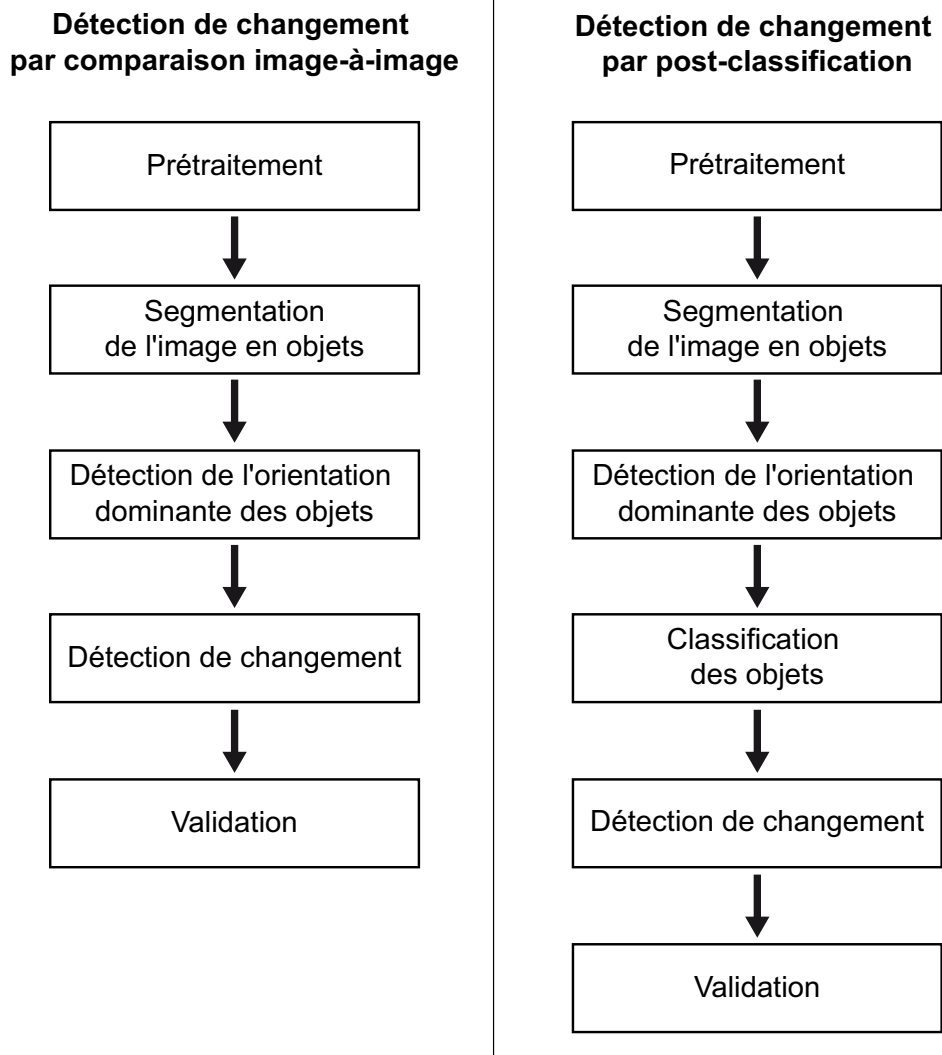 Détection de changement
par comparaison image-à-image
Prétraitement
Segmentation
de l'image en objets
Détection de l'orientation
dominante des objets
Détection de changement
Validation
Détection de changement
par post-classification
Prétraitement
Segmentation
de l'image en objets
Détection de l'orientation
dominante des objets
Classification
des objets
Détection de changement
Validation